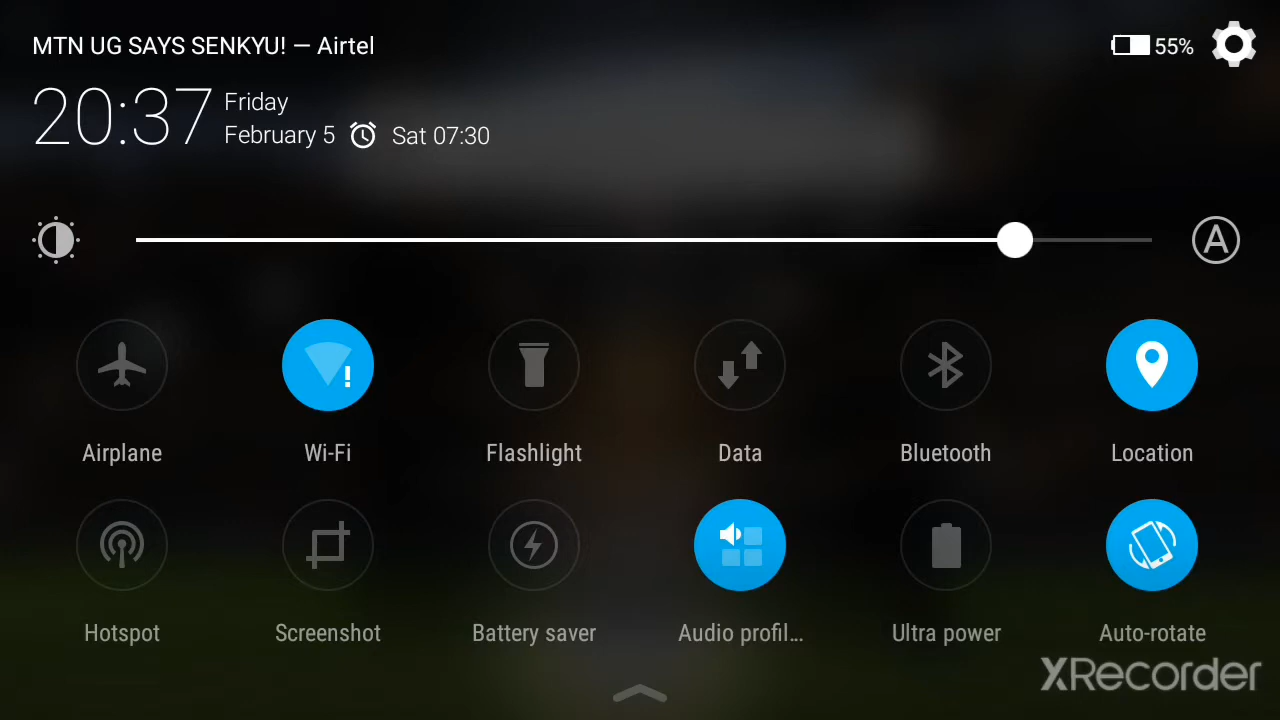 MTN UG SAYS SENKYU! — Airtel
55%
20:37
Friday
February 5
Sat 07:30
A
Airplane
Wi-Fi
Flashlight
Data
Bluetooth
Location
Hotspot
Screenshot
Battery saver
Audio profil...
Ultra power
Auto-rotate
XRecorder